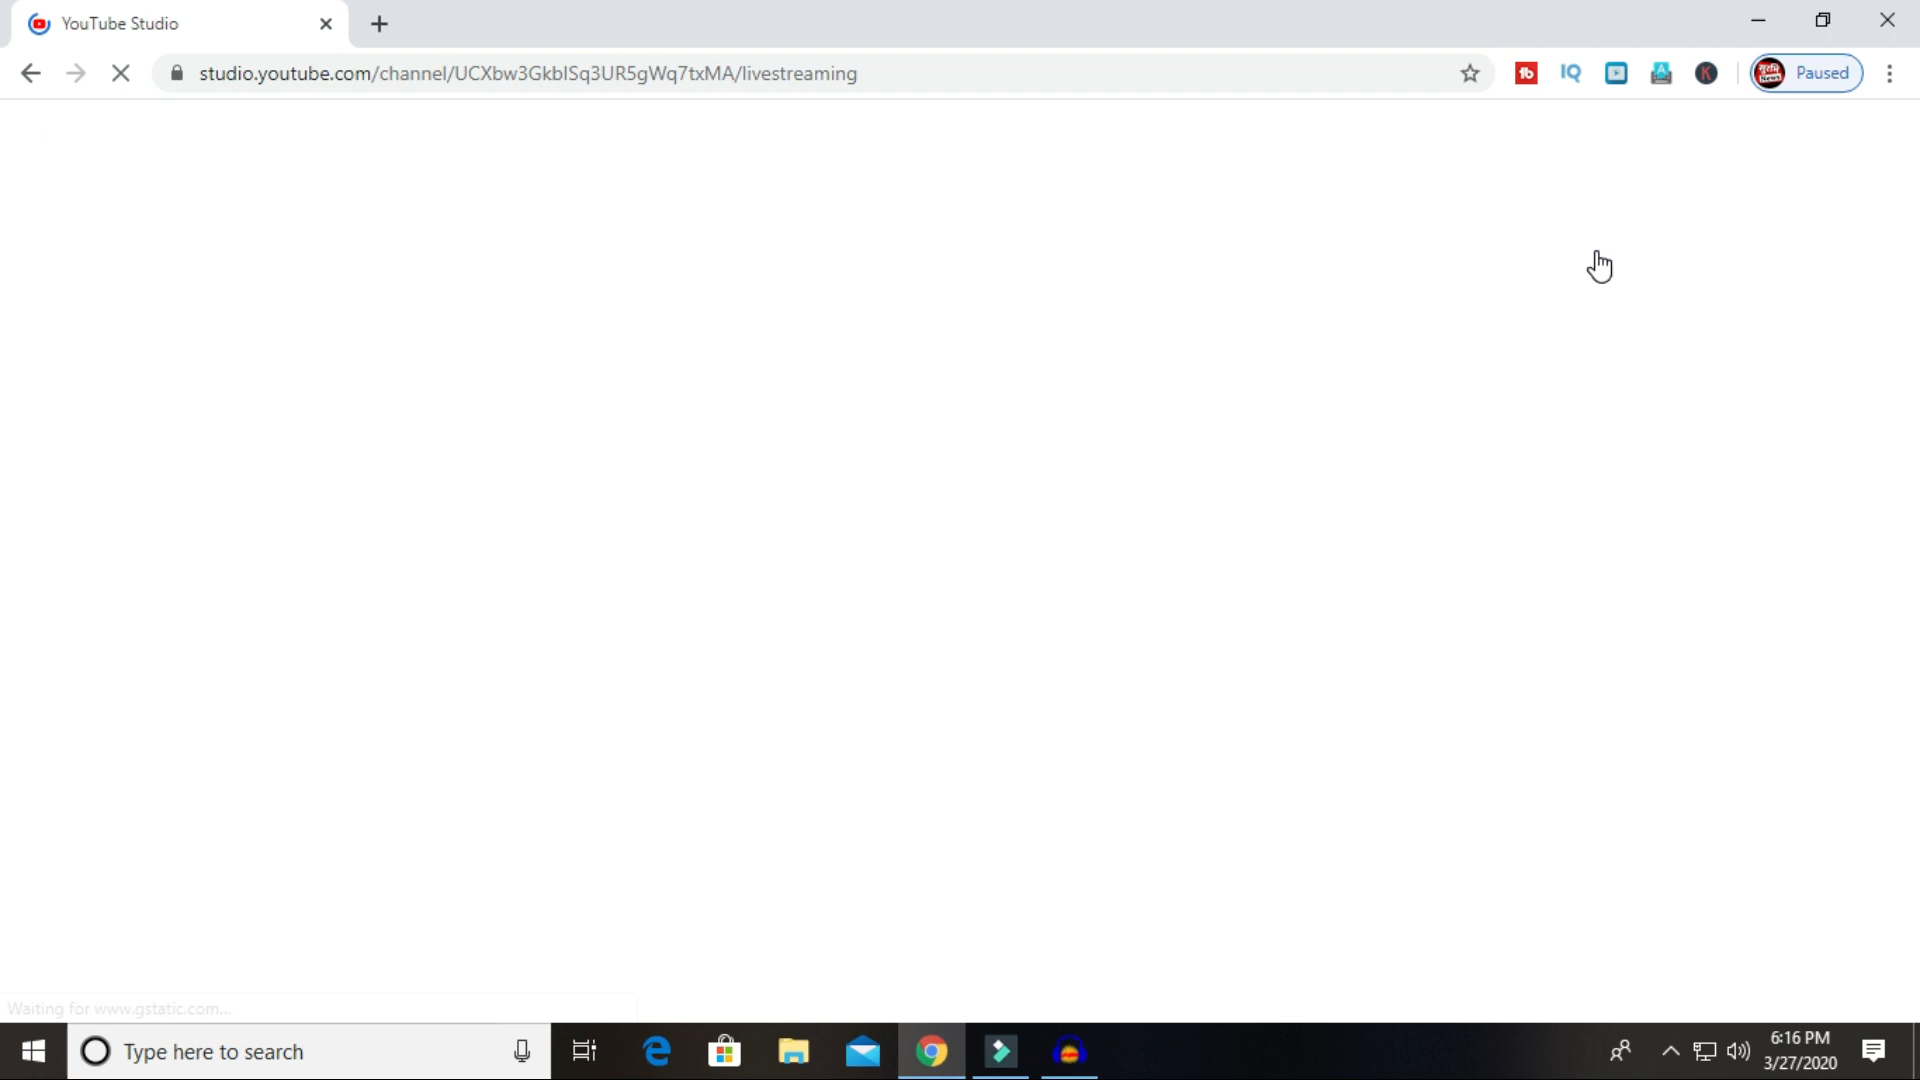 YouTube Studio
studio.youtube.com/channel/UCXbw3GkblSq3UR5gWq7txMA/livestreaming
IQ
Paused
Waiting for www.gstatic.com...
Type here to search
6:16 PM
3/27/2020